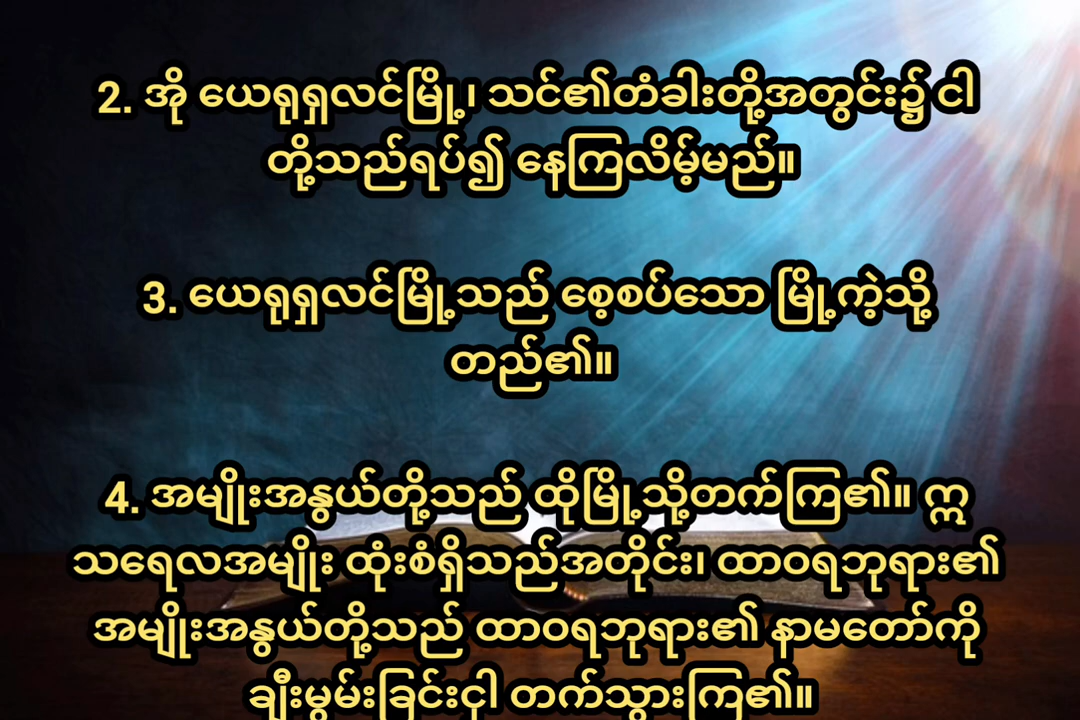 2. အို ယေရုရှလင်မြို့၊ သင်၏တံခါးတို့အတွင်း၌ ငါ
တို့သည်ရပ်၍ နေကြလိမ့်မည်။
3. ယေရုရှလင်မြို့သည် စေ့စပ်သော မြို့ကဲ့သို့
တည်၏။
4. အမျိုးအနွယ်တို့သည် ထိုမြို့သို့တက်ကြ၏။ ဣ
သရေလအမျိုး ထုံးစံရှိသည်အတိုင်း၊ ထာဝရဘုရား၏
အမျိုးအနွယ်တို့သည် ထာဝရဘုရား၏ နာမတော်ကို
ချီးမွမ်းခြင်းငှါ တက်သွားကြ၏။